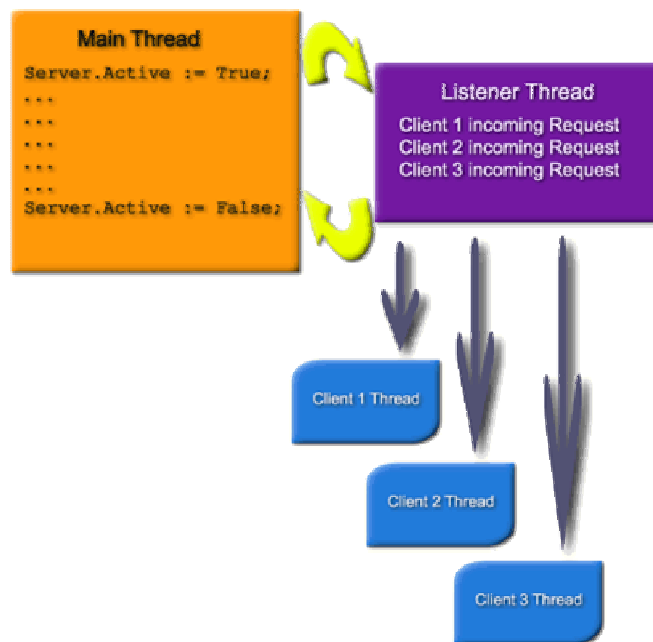 Main Thread
Server.Active := True;
...
...
...
...
...
Server.Active := False;
Listener Thread
Client 1 incoming Request
Client 2 incoming Request
Client 3 incoming Request
Client 1 Thread
Client 2 Thread
Client 3 Thread